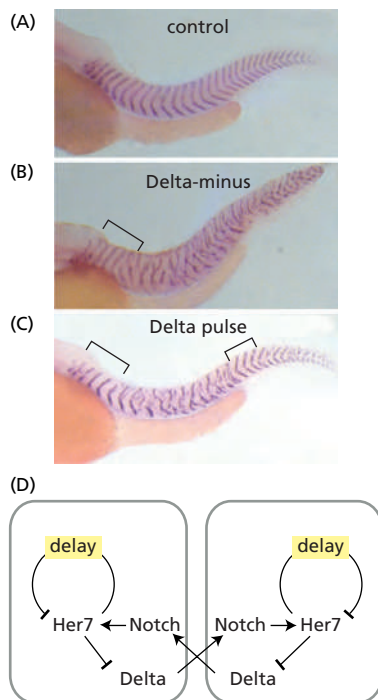 (A)
control
(B)
Delta-minus
(C)
Delta pulse
(D)
delay
delay
Her7
Notch
Notch
Her7
Delta
Delta